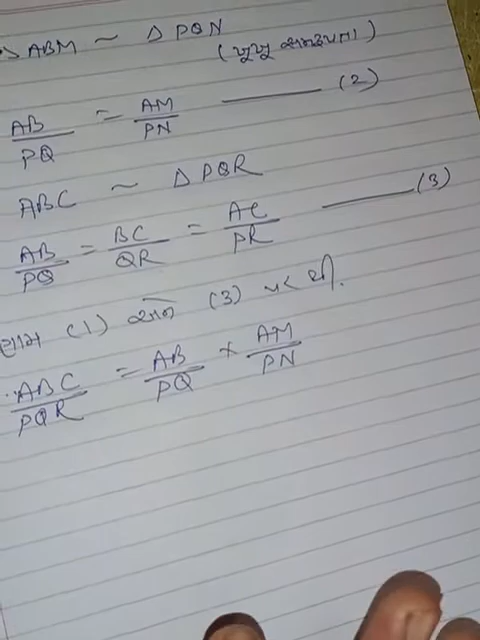 ABM ~ Δ PQN
(ખૂખૂ સમરૂપતા)
AB/PQ = AM/PN ——— (2)
ABC ~ Δ PQR
AB/PQ = BC/QR = AC/PR ——— (3)
(1) અને (3) પરથી.
ABC/PQR = AB/PQ × AM/PN